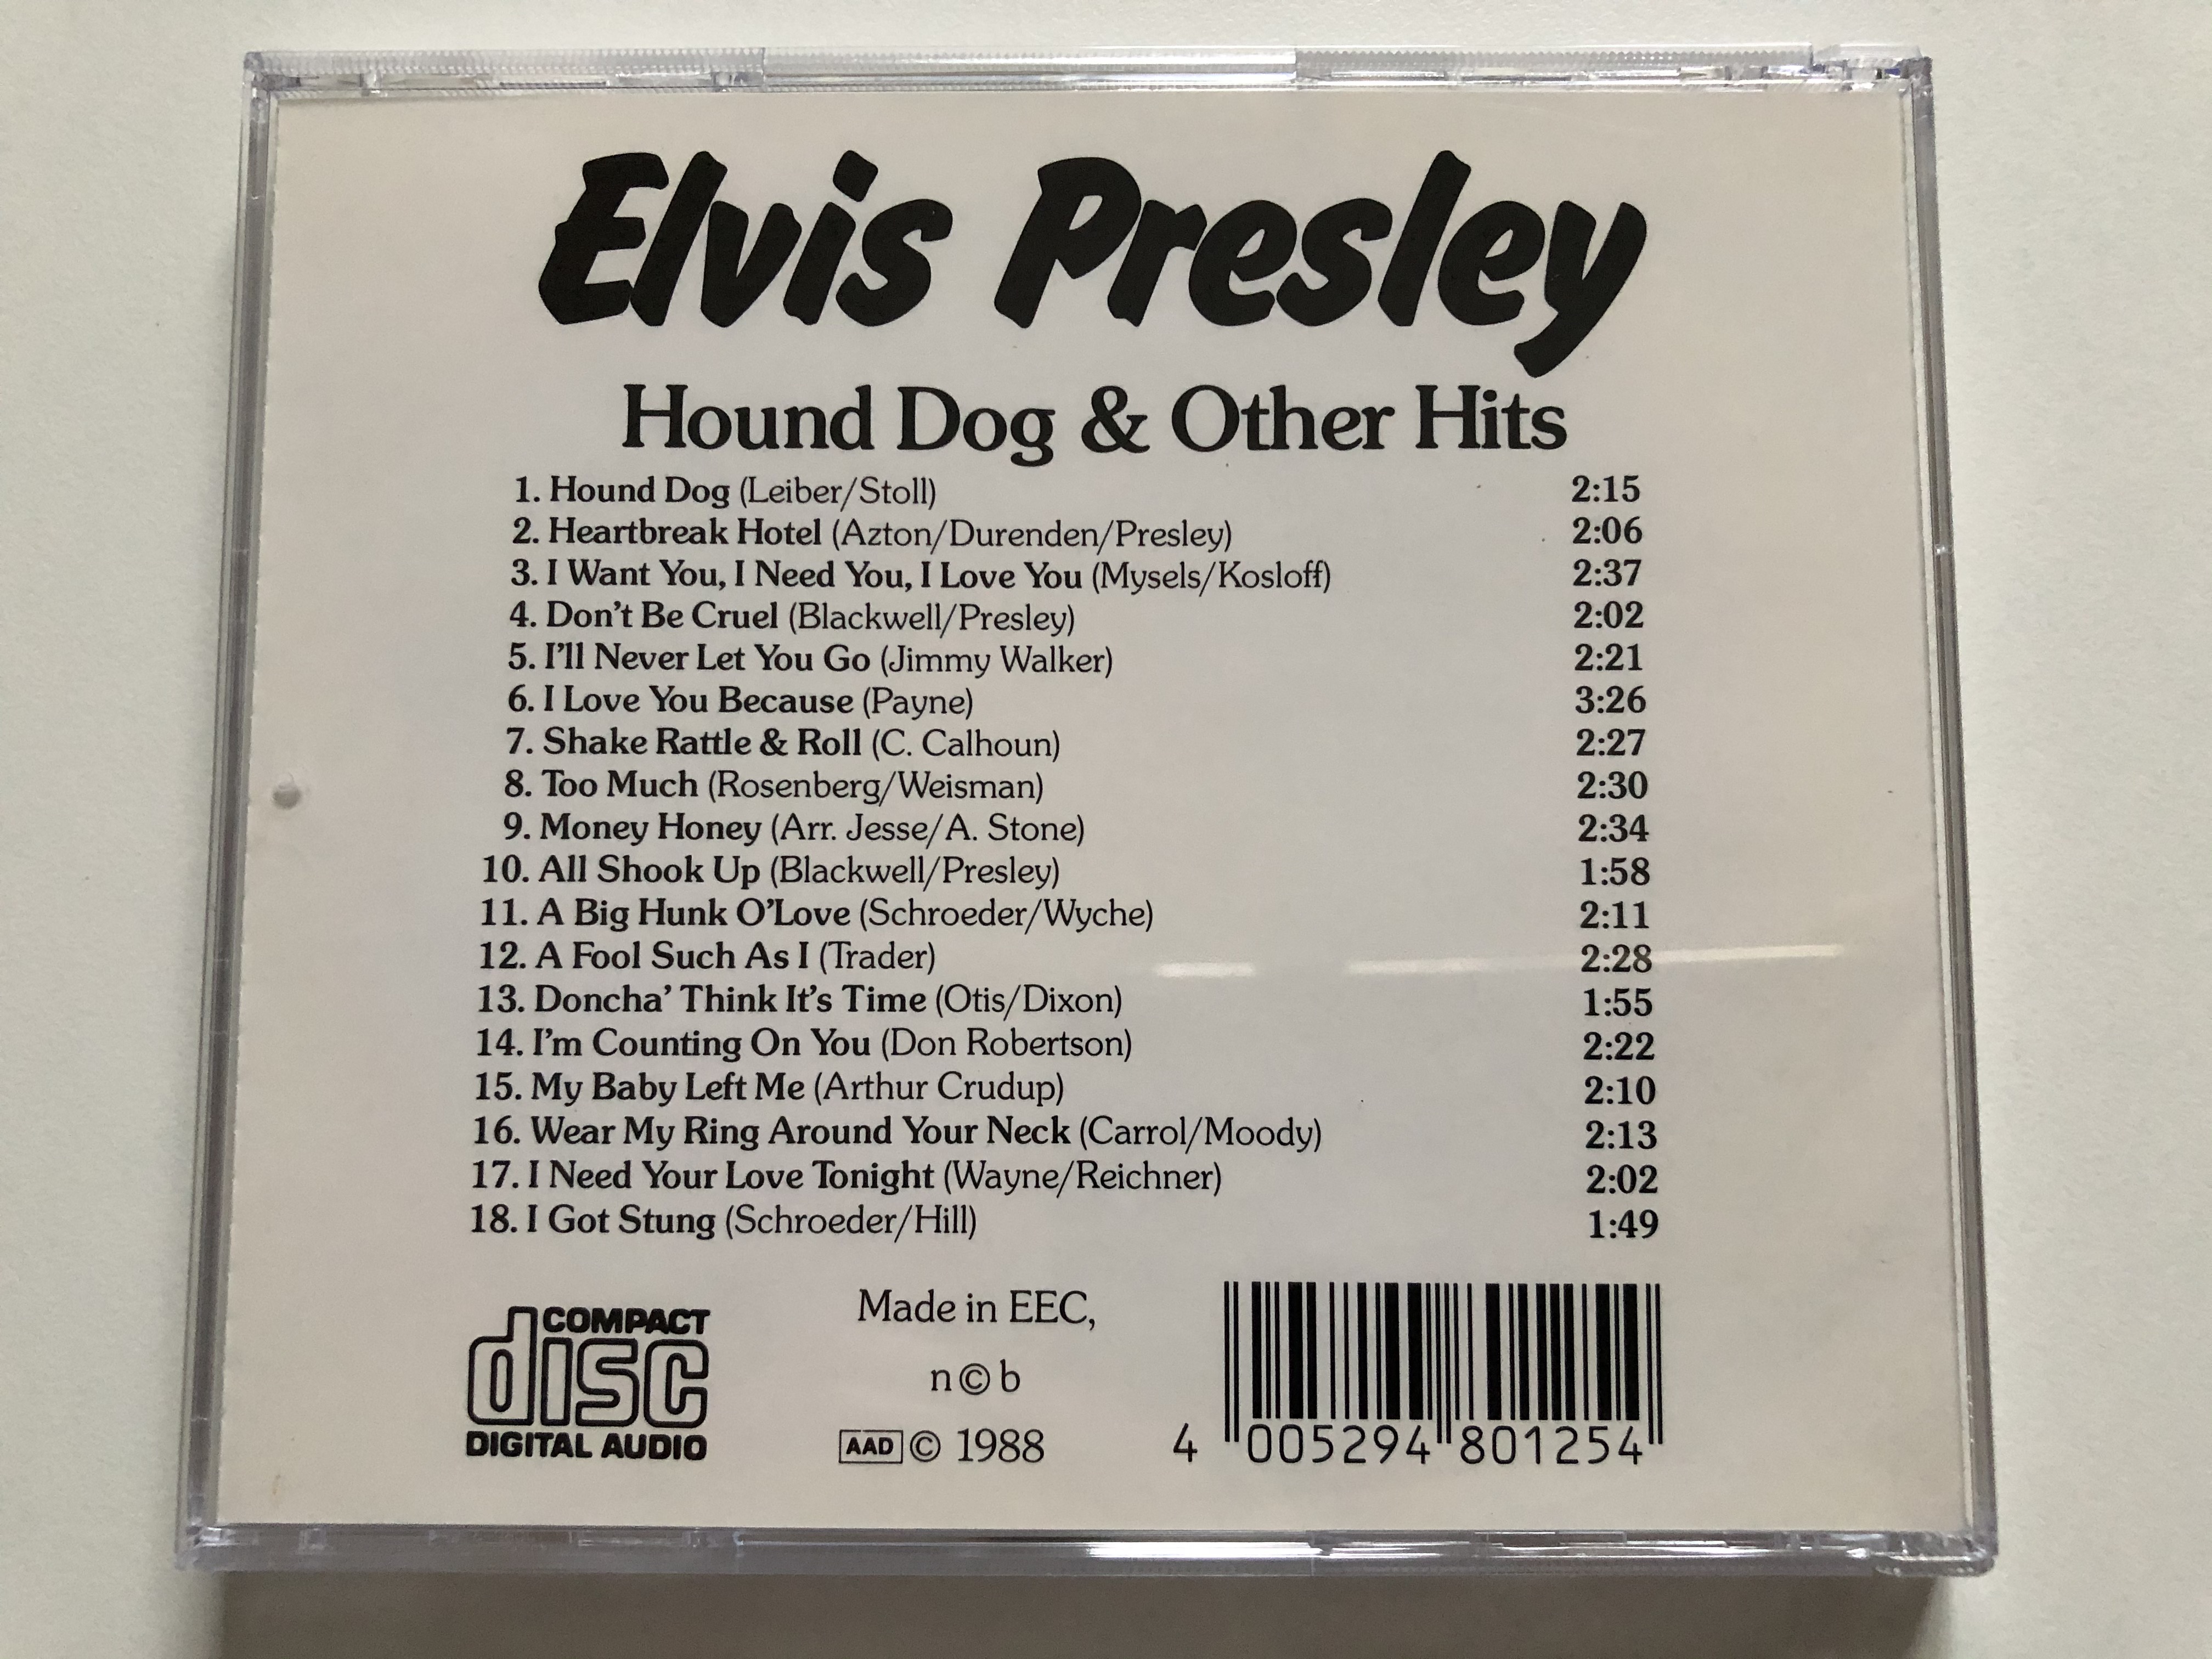 Elvis Presley
Hound Dog & Other Hits
1. Hound Dog (Leiber/Stoll) 2:15
2. Heartbreak Hotel (Azton/Durenden/Presley) 2:06
3. I Want You, I Need You, I Love You (Mysels/Kosloff) 2:37
4. Don't Be Cruel (Blackwell/Presley) 2:02
5. I'll Never Let You Go (Jimmy Walker) 2:21
6. I Love You Because (Payne) 3:26
7. Shake Rattle & Roll (C. Calhoun) 2:27
8. Too Much (Rosenberg/Weisman) 2:30
9. Money Honey (Arr. Jesse/A. Stone) 2:34
10. All Shook Up (Blackwell/Presley) 1:58
11. A Big Hunk O'Love (Schroeder/Wyche) 2:11
12. A Fool Such As I (Trader) 2:28
13. Doncha' Think It's Time (Otis/Dixon) 1:55
14. I'm Counting On You (Don Robertson) 2:22
15. My Baby Left Me (Arthur Crudup) 2:10
16. Wear My Ring Around Your Neck (Carrol/Moody) 2:13
17. I Need Your Love Tonight (Wayne/Reichner) 2:02
18. I Got Stung (Schroeder/Hill) 1:49
COMPACT
disc
DIGITAL AUDIO
Made in EEC,
n © b
AAD © 1988
4 005294 801254